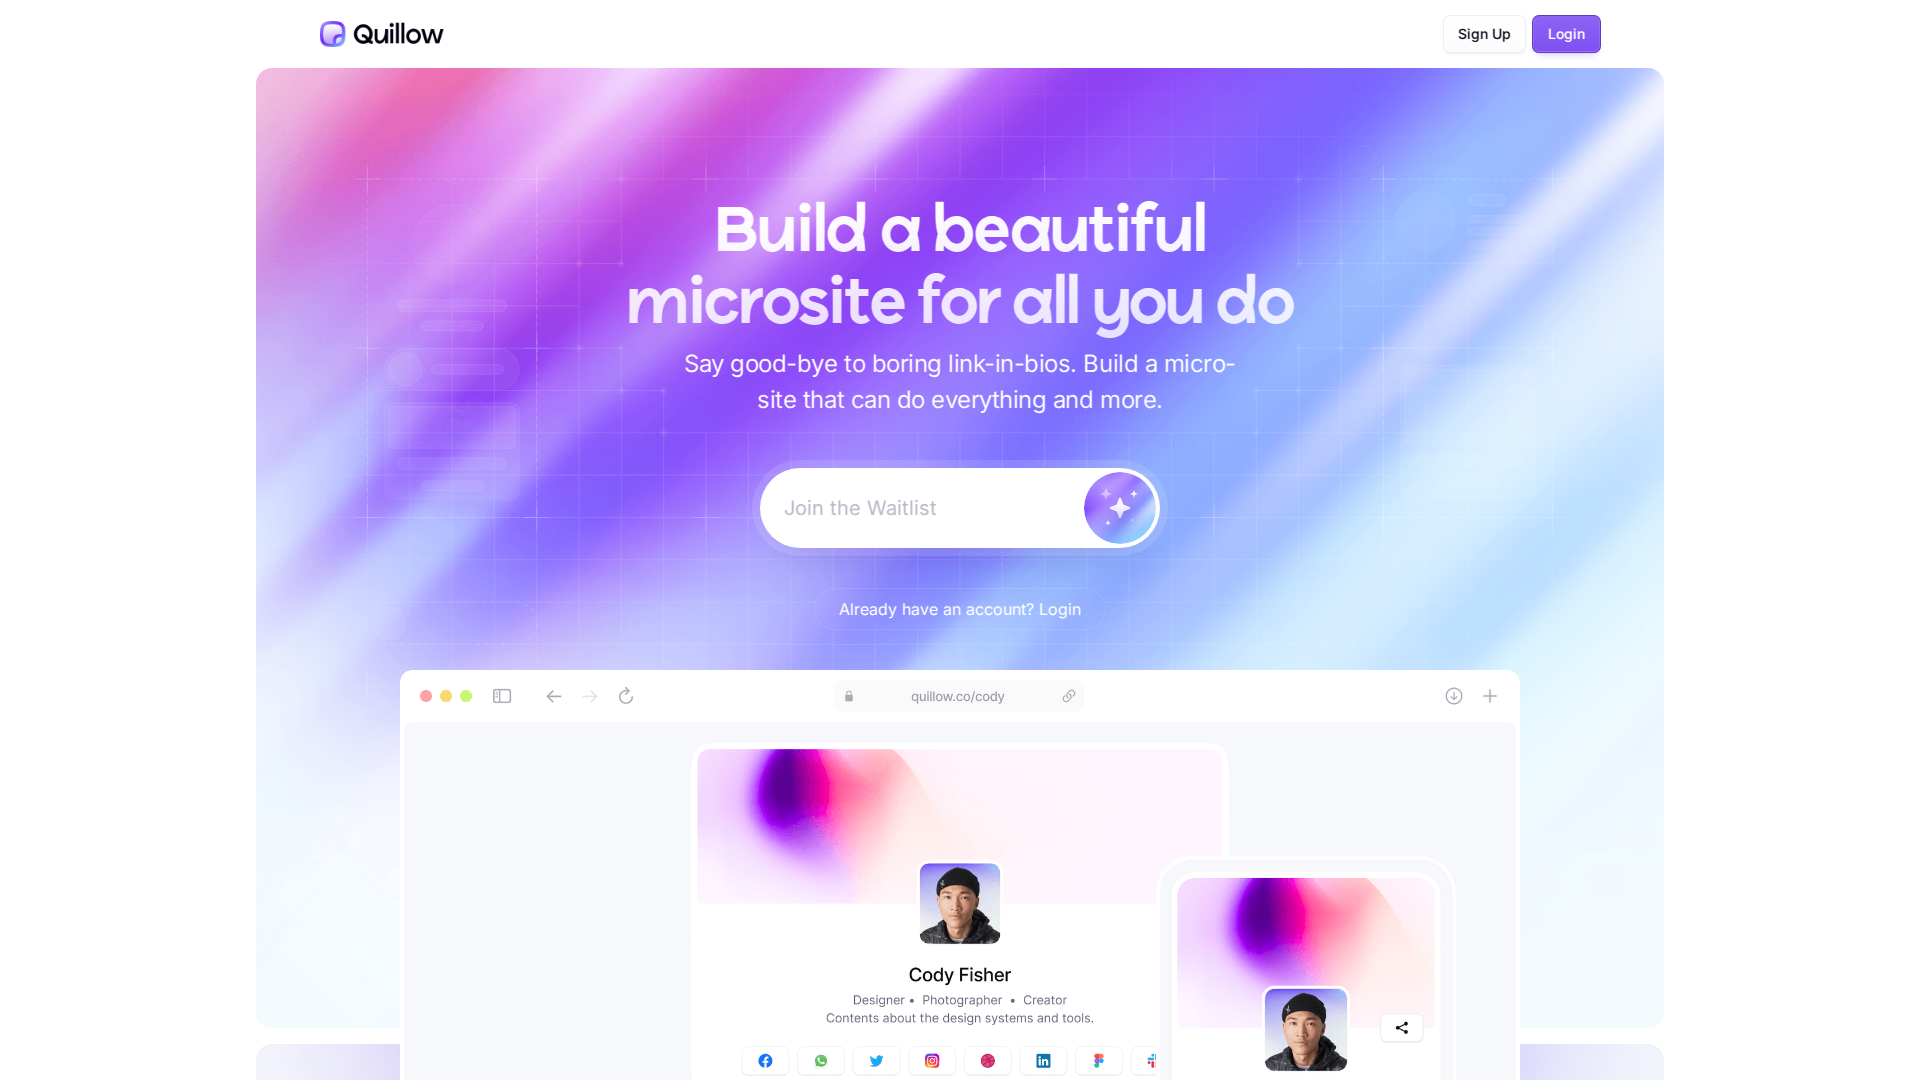 Quillow
Sign Up
Login
Build a beautiful
microsite for all you do
Say good-bye to boring link-in-bios. Build a micro-
site that can do everything and more.
Join the Waitlist
Already have an account? Login
quillow.co/cody
Cody Fisher
Designer • Photographer • Creator
Contents about the design systems and tools.